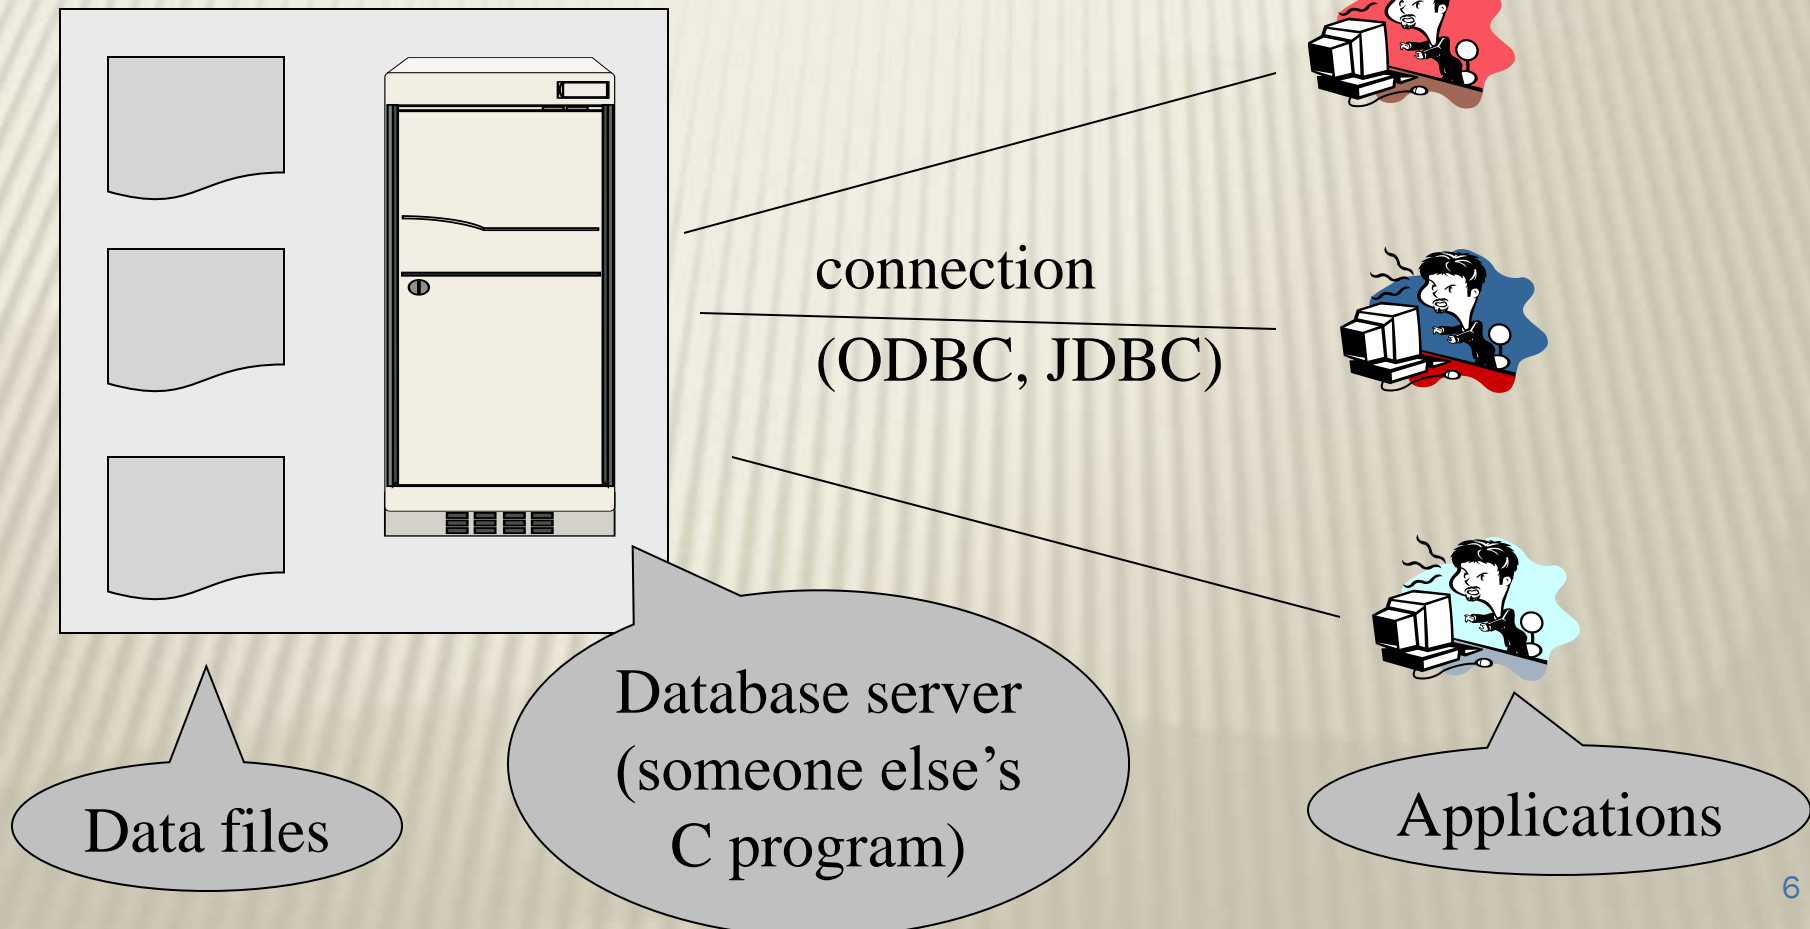 connection
(ODBC, JDBC)
Data files
Database server
(someone else’s
C program)
Applications
6